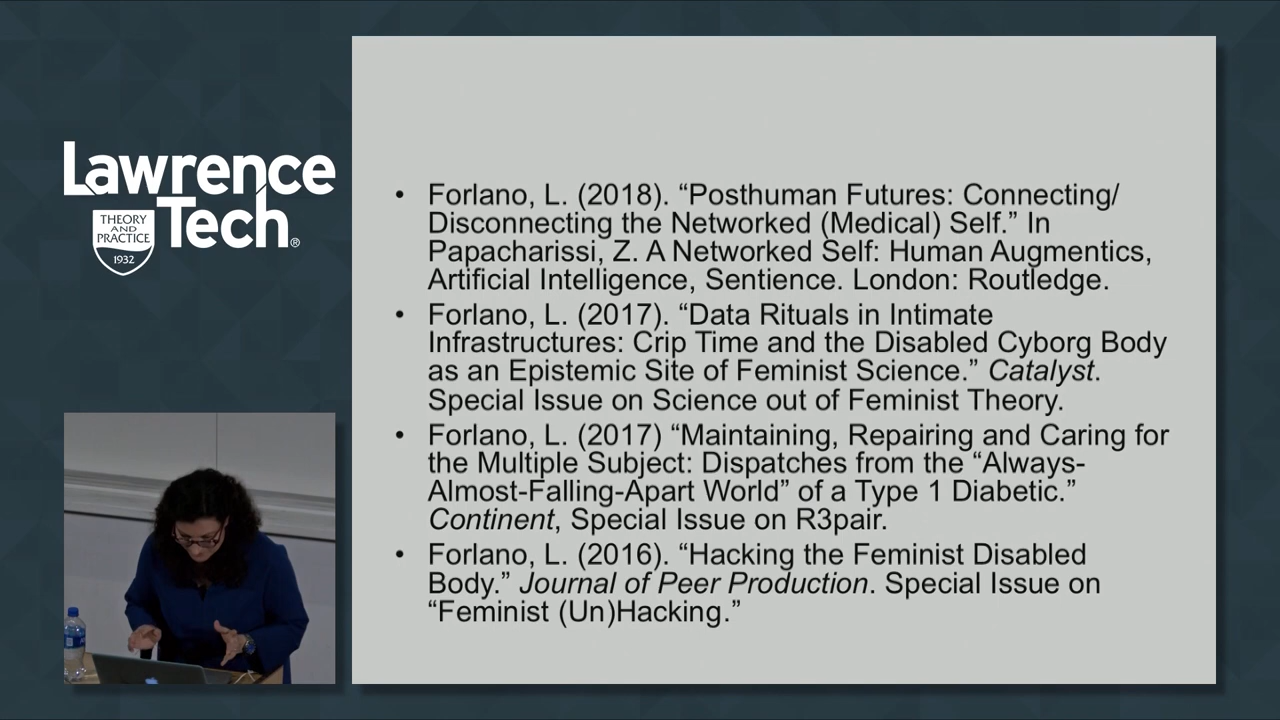 Lawrence
Tech®
THEORY
AND
PRACTICE
1932
• Forlano, L. (2018). “Posthuman Futures: Connecting/
Disconnecting the Networked (Medical) Self.” In
Papacharissi, Z. A Networked Self: Human Augmentics,
Artificial Intelligence, Sentience. London: Routledge.
• Forlano, L. (2017). “Data Rituals in Intimate
Infrastructures: Crip Time and the Disabled Cyborg Body
as an Epistemic Site of Feminist Science.” Catalyst.
Special Issue on Science out of Feminist Theory.
• Forlano, L. (2017) “Maintaining, Repairing and Caring for
the Multiple Subject: Dispatches from the “Always-
Almost-Falling-Apart World” of a Type 1 Diabetic.”
Continent, Special Issue on R3pair.
• Forlano, L. (2016). “Hacking the Feminist Disabled
Body.” Journal of Peer Production. Special Issue on
“Feminist (Un)Hacking.”